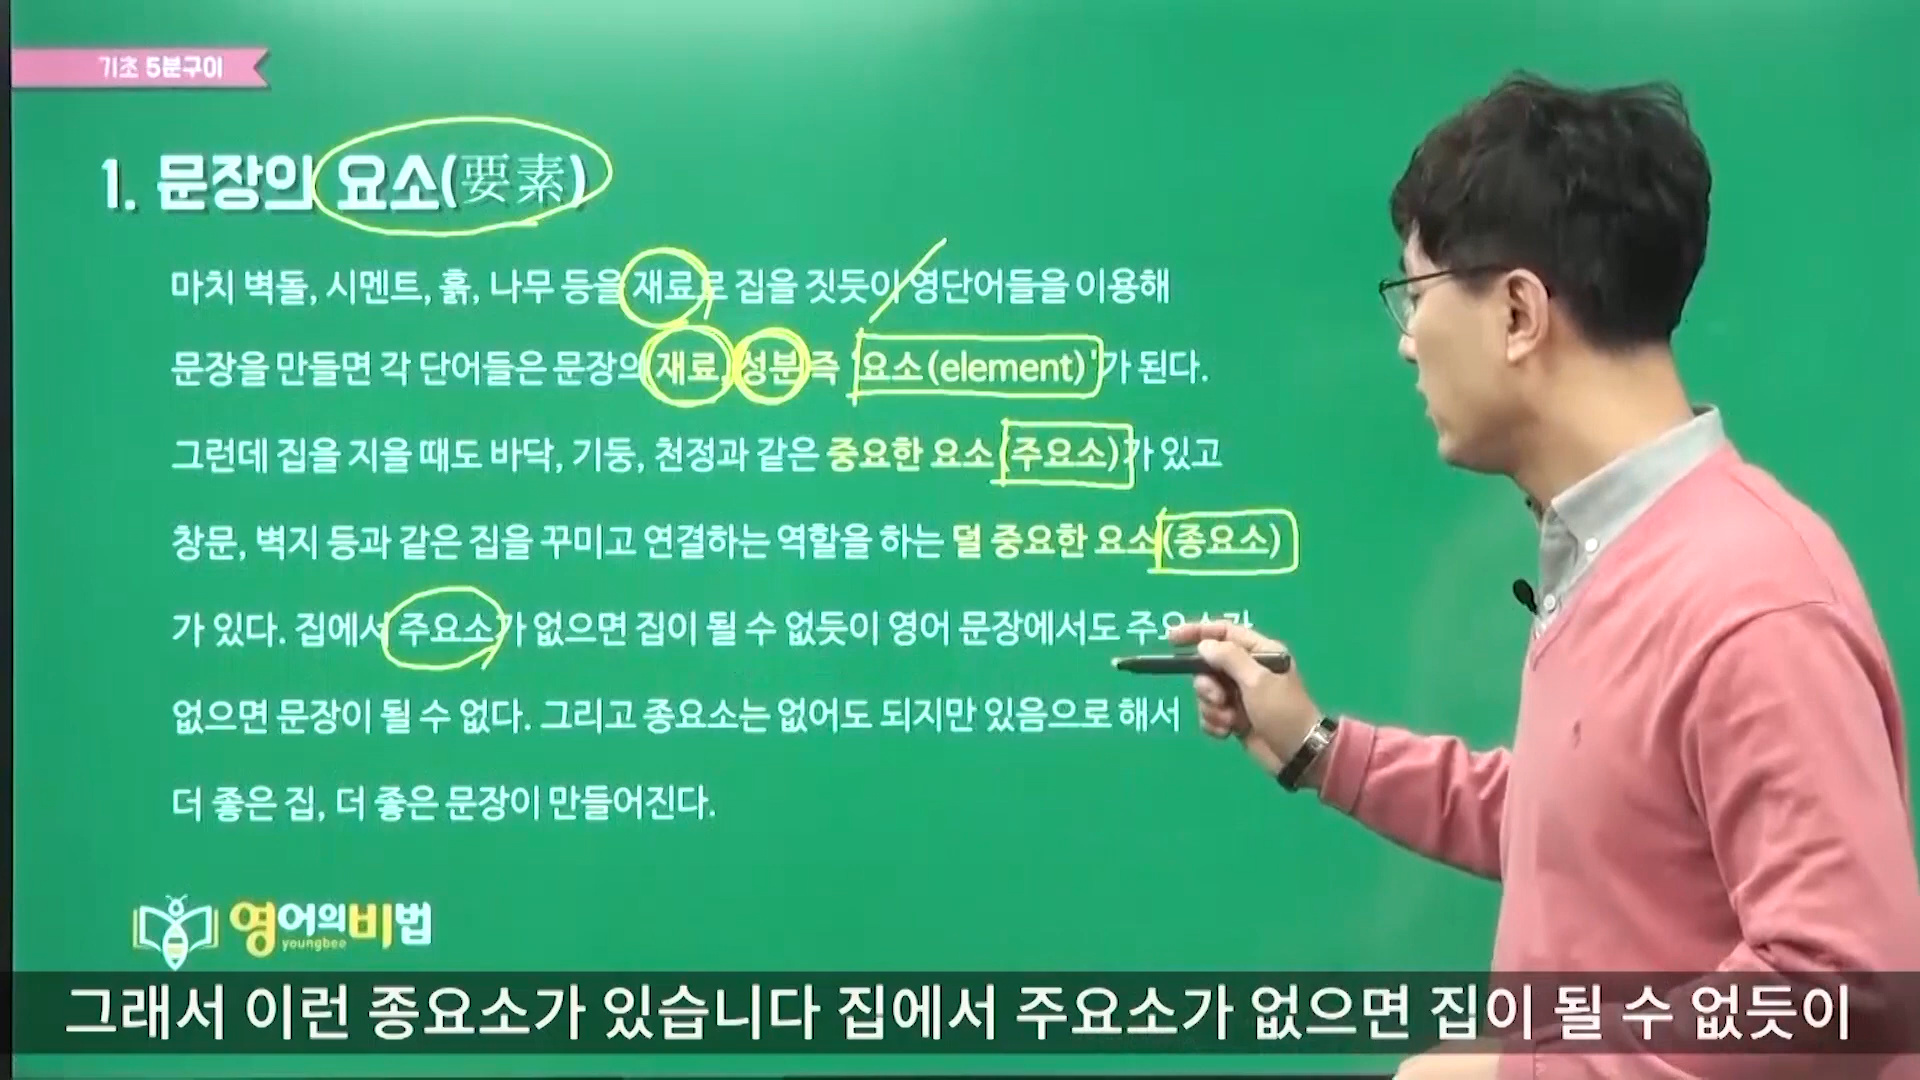 기초 5분구이
1. 문장의 요소(要素)
마치 벽돌, 시멘트, 흙, 나무 등을 재료로 집을 짓듯이 영단어들을 이용해
문장을 만들면 각 단어들은 문장의 재료, 성분 즉 '요소(element)'가 된다.
그런데 집을 지을 때도 바닥, 기둥, 천정과 같은 중요한 요소(주요소)가 있고
창문, 벽지 등과 같은 집을 꾸미고 연결하는 역할을 하는 덜 중요한 요소(종요소)
가 있다. 집에서 주요소가 없으면 집이 될 수 없듯이 영어 문장에서도 주요소가
없으면 문장이 될 수 없다. 그리고 종요소는 없어도 되지만 있음으로 해서
더 좋은 집, 더 좋은 문장이 만들어진다.
영어의비법
youngbee
그래서 이런 종요소가 있습니다 집에서 주요소가 없으면 집이 될 수 없듯이